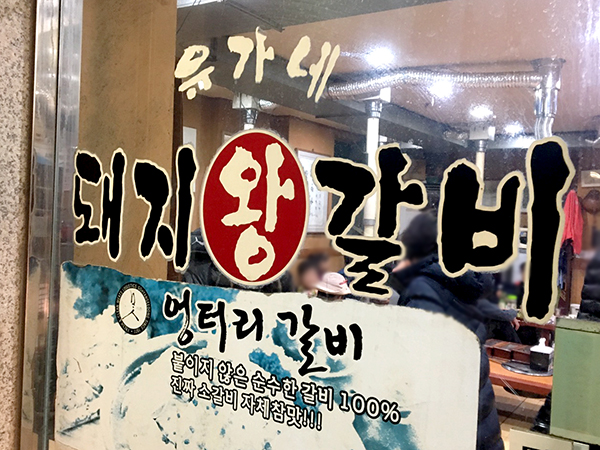 유가네
돼지왕갈비
엉터리 갈비
붙이지 않은 순수한 갈비 100%
진짜 소갈비 자체참맛!!!